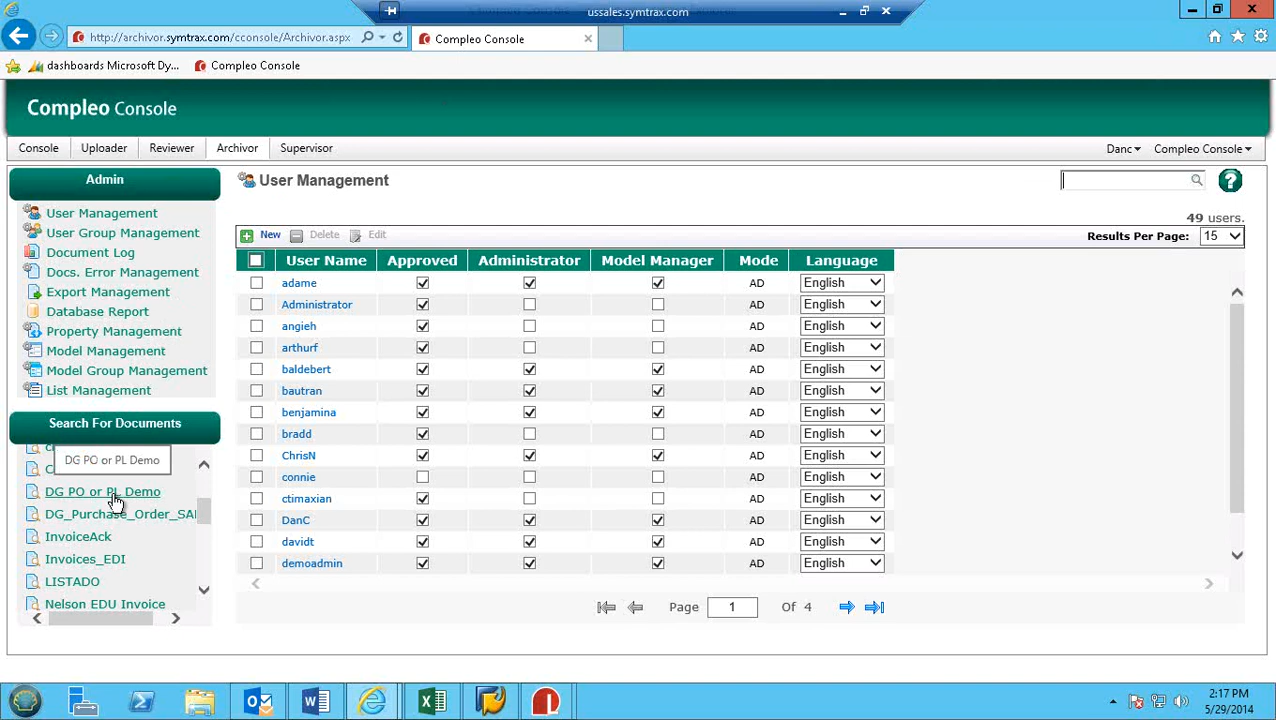 ussales.symtrax.com
http://archivor.symtrax.com/cconsole/Archivor.aspx
Compleo Console
dashboards Microsoft Dy...
Compleo Console
Compleo Console
Console Uploader Reviewer Archivor Supervisor Danc Compleo Console
Admin
User Management
User Group Management
Document Log
Docs. Error Management
Export Management
Database Report
Property Management
Model Management
Model Group Management
List Management
Search For Documents
DG PO or PL Demo
DG PO or PL Demo
DG_Purchase_Order_SA
InvoiceAck
Invoices_EDI
LISTADO
Nelson EDU Invoice
User Management
49 users.
New Delete Edit Results Per Page: 15
User Name Approved Administrator Model Manager Mode Language
adame AD English
Administrator AD English
angieh AD English
arthurf AD English
baldebert AD English
bautran AD English
benjamina AD English
bradd AD English
ChrisN AD English
connie AD English
ctimaxian AD English
DanC AD English
davidt AD English
demoadmin AD English
Page 1 Of 4
2:17 PM
5/29/2014